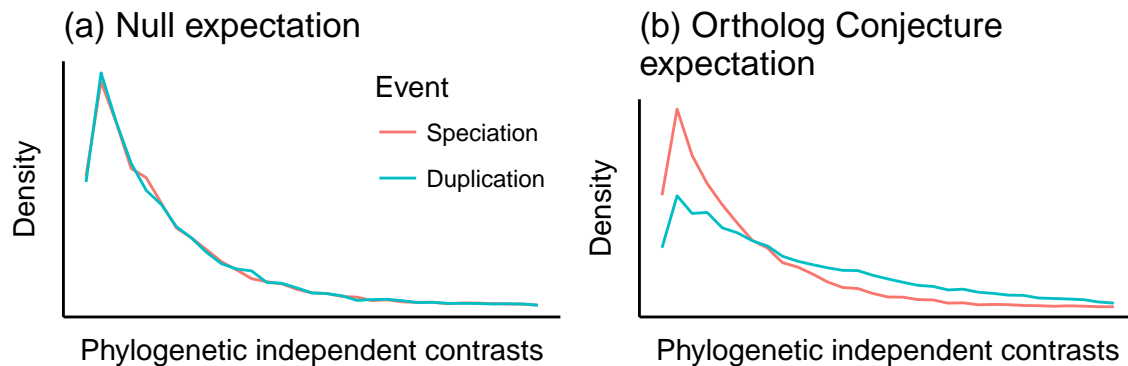 (a) Null expectation
Density
Event
Speciation
Duplication
Phylogenetic independent contrasts
(b) Ortholog Conjecture
expectation
Density
Phylogenetic independent contrasts